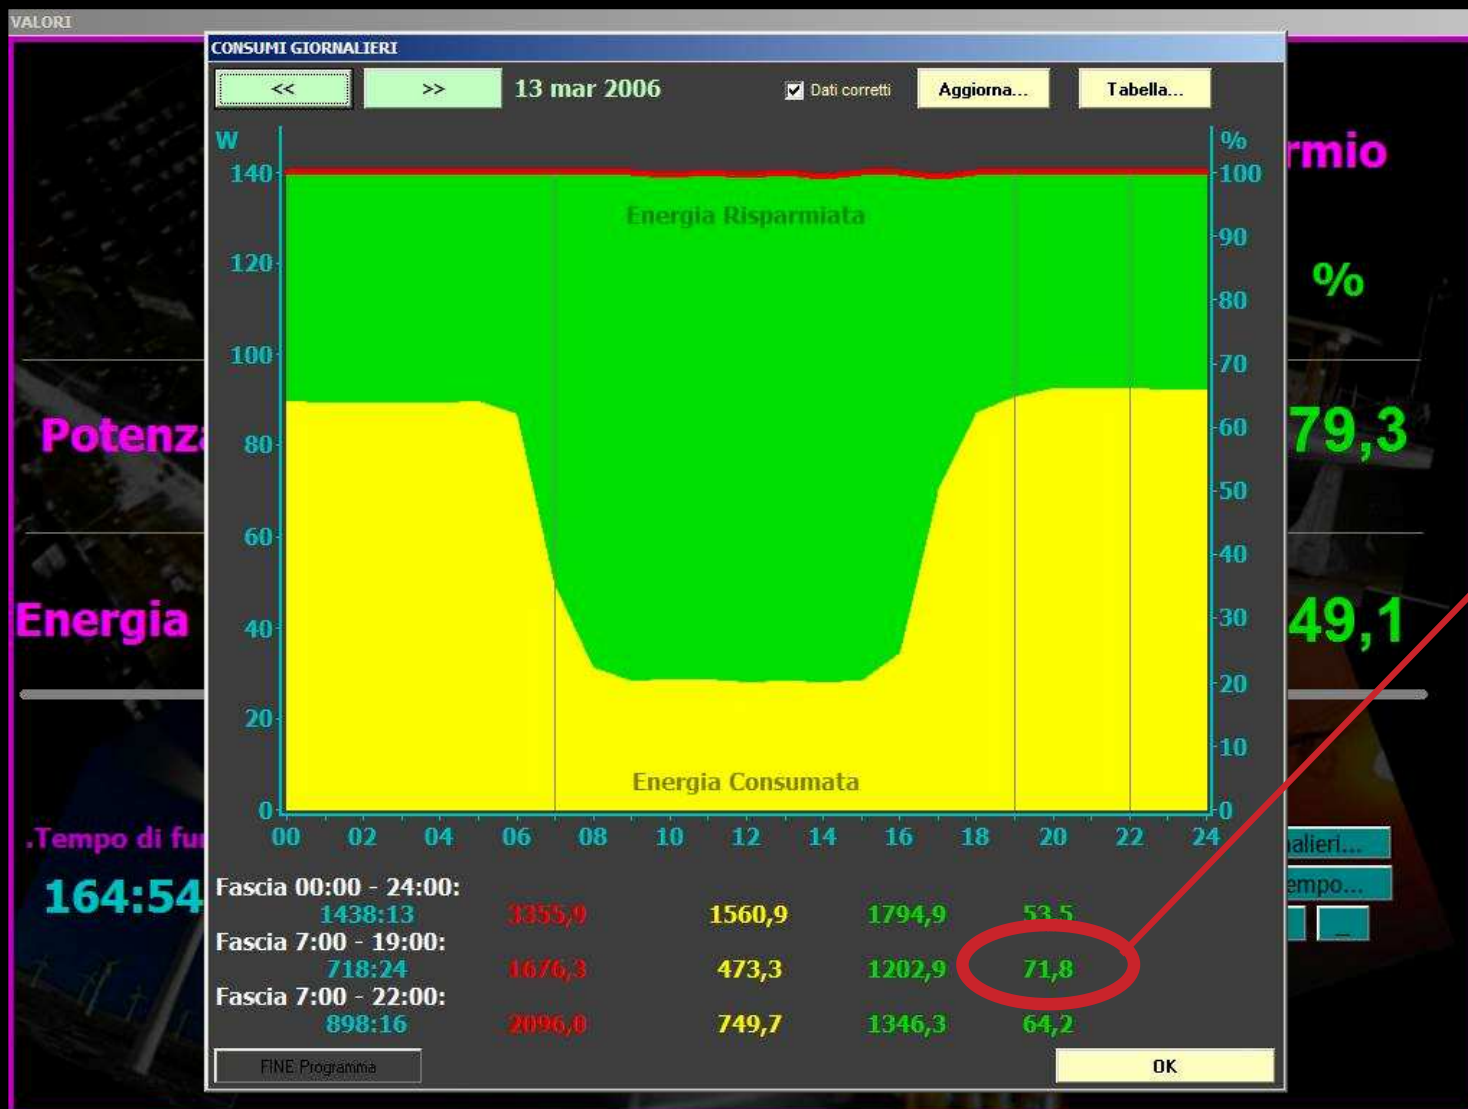 VALORI
CONSUMI GIORNALIERI
<< >> 13 mar 2006 Dati corretti Aggiorna... Tabella...
W %
rmio
140 100
Energia Risparmiata
90
120
80 %
100
70
Potenza
80 60 79,3
50
60
40
Energia 40 30 49,1
20
20
10
Energia Consumata
0 0
00 02 04 06 08 10 12 14 16 18 20 22 24
.Tempo di fu nalieri...
164:54 empo...
Fascia 00:00 - 24:00:
1438:13 3355,9 1560,9 1794,9 53,5
Fascia 7:00 - 19:00:
718:24 1676,3 473,3 1202,9 71,8
Fascia 7:00 - 22:00:
898:16 2096,0 749,7 1346,3 64,2
FINE Programma OK